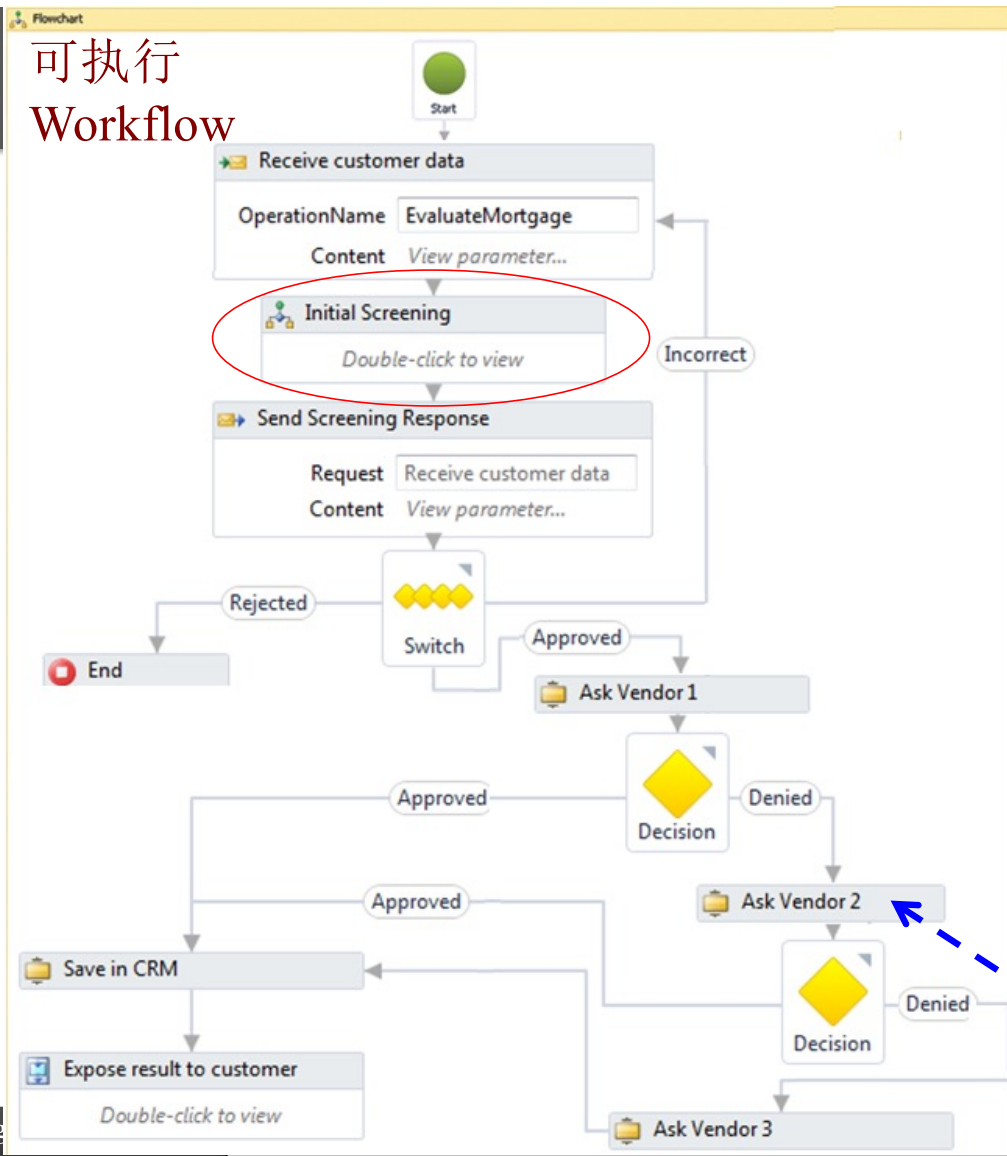 Flowchart
可执行
Workflow
Start
Receive customer data
OperationName EvaluateMortgage
Content View parameter...
Initial Screening
Double-click to view
Incorrect
Send Screening Response
Request Receive customer data
Content View parameter...
Rejected
Switch
Approved
End
Ask Vendor 1
Approved
Denied
Decision
Approved
Ask Vendor 2
Save in CRM
Denied
Decision
Expose result to customer
Double-click to view
Ask Vendor 3